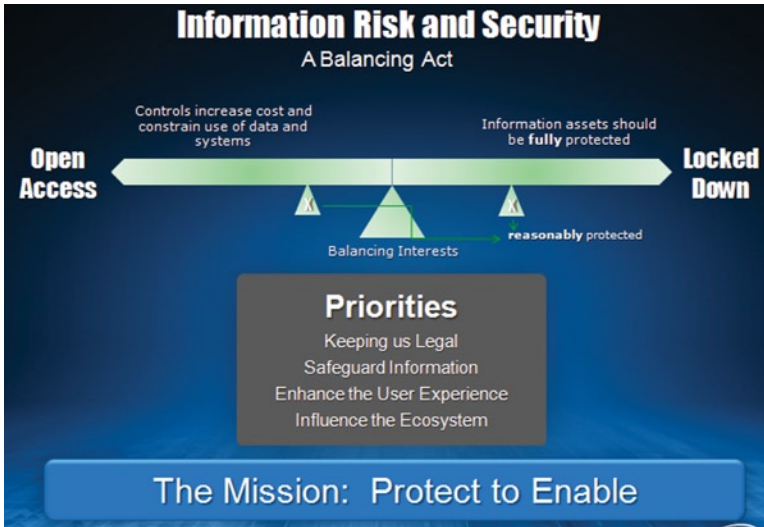 Information Risk and Security
A Balancing Act
Controls increase cost and
constrain use of data and
systems
Information assets should
be fully protected
Open
Access
Locked
Down
X
X
reasonably protected
Balancing Interests
Priorities
Keeping us Legal
Safeguard Information
Enhance the User Experience
Influence the Ecosystem
The Mission: Protect to Enable